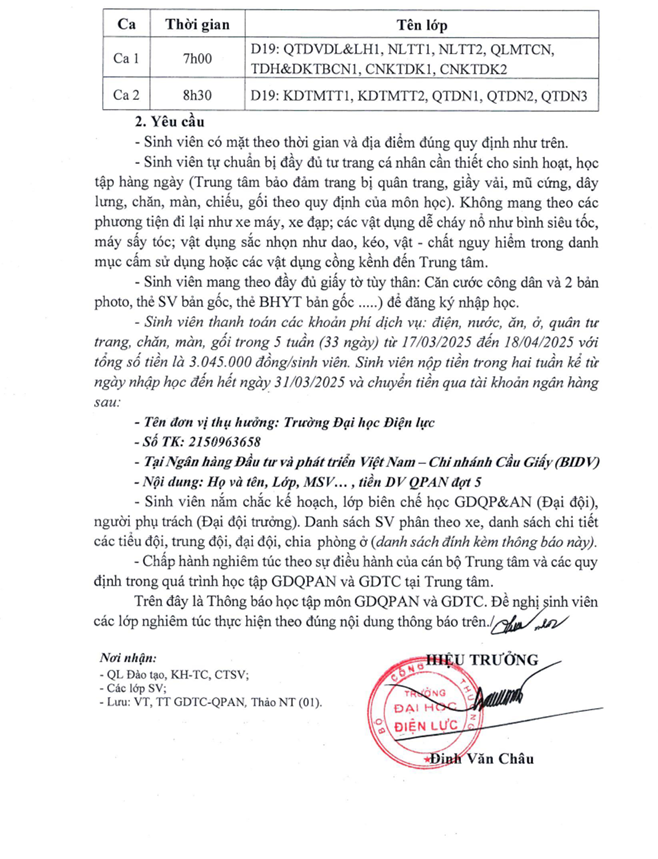 Ca Thời gian Tên lớp
Ca 1 7h00 D19: QTDVDL&LH1, NLTT1, NLTT2, QLMTCN,
TDH&DKTBCN1, CNKTDK1, CNKTDK2
Ca 2 8h30 D19: KDTMTT1, KDTMTT2, QTDN1, QTDN2, QTDN3
2. Yêu cầu
- Sinh viên có mặt theo thời gian và địa điểm đúng quy định như trên.
- Sinh viên tự chuẩn bị đầy đủ tư trang cá nhân cần thiết cho sinh hoạt, học
tập hàng ngày (Trung tâm bảo đảm trang bị quân trang, giầy vải, mũ cứng, dây
lưng, chăn, màn, chiếu, gối theo quy định của môn học). Không mang theo các
phương tiện đi lại như xe máy, xe đạp; các vật dụng dễ cháy nổ như bình siêu tốc,
máy sấy tóc; vật dụng sắc nhọn như dao, kéo, vật - chất nguy hiểm trong danh
mục cấm sử dụng hoặc các vật dụng cồng kềnh đến Trung tâm.
- Sinh viên mang theo đầy đủ giấy tờ tùy thân: Căn cước công dân và 2 bản
photo, thẻ SV bản gốc, thẻ BHYT bản gốc .....) để đăng ký nhập học.
- Sinh viên thanh toán các khoản phí dịch vụ: điện, nước, ăn, ở, quân tư
trang, chăn, màn, gối trong 5 tuần (33 ngày) từ 17/03/2025 đến 18/04/2025 với
tổng số tiền là 3.045.000 đồng/sinh viên. Sinh viên nộp tiền trong hai tuần kể từ
ngày nhập học đến hết ngày 31/03/2025 và chuyển tiền qua tài khoản ngân hàng
sau:
- Tên đơn vị thụ hưởng: Trường Đại học Điện lực
- Số TK: 2150963658
- Tại Ngân hàng Đầu tư và phát triển Việt Nam – Chi nhánh Cầu Giấy (BIDV)
- Nội dung: Họ và tên, Lớp, MSV… , tiền DV QPAN đợt 5
- Sinh viên nắm chắc kế hoạch, lớp biên chế học GDQP&AN (Đại đội),
người phụ trách (Đại đội trưởng). Danh sách SV phân theo xe, danh sách chi tiết
các tiểu đội, trung đội, đại đội, chia phòng ở (danh sách đính kèm thông báo này).
- Chấp hành nghiêm túc theo sự điều hành của cán bộ Trung tâm và các quy
định trong quá trình học tập GDQPAN và GDTC tại Trung tâm.
Trên đây là Thông báo học tập môn GDQPAN và GDTC. Đề nghị sinh viên
các lớp nghiêm túc thực hiện theo đúng nội dung thông báo trên./
Nơi nhận:
- QL Đào tạo, KH-TC, CTSV;
- Các lớp SV;
- Lưu: VT, TT GDTC-QPAN, Thảo NT (01).
HIỆU TRƯỞNG
BỘ CÔNG THƯƠNG
TRƯỜNG
ĐẠI HỌC
ĐIỆN LỰC
Đinh Văn Châu